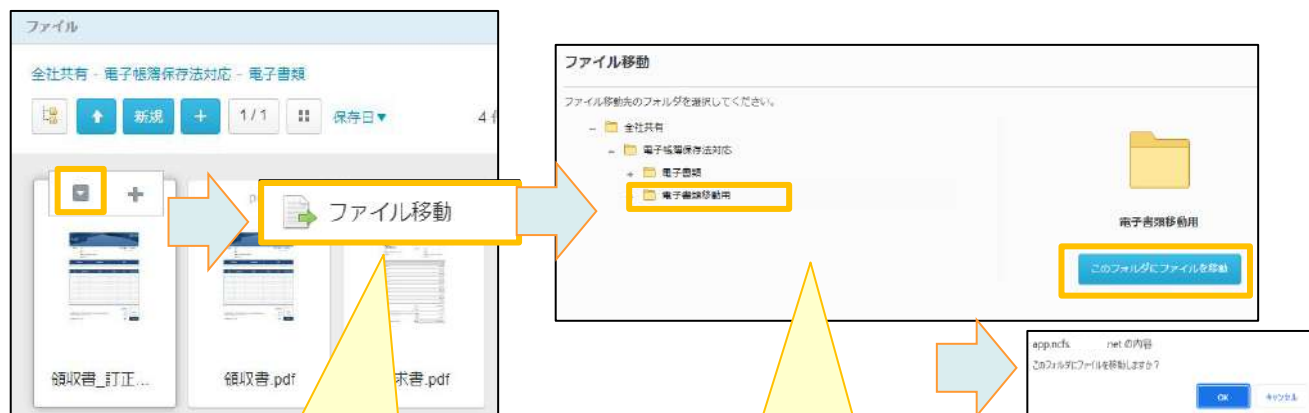 ファイル
全社共有 - 電子帳簿保存法対応 - 電子書類
新規
1/1
保存日▼
4
領収書_訂正...
領収書.pdf
求書.pdf
ファイル移動
ファイル移動
ファイル移動先のフォルダを選択してください。
全社共有
電子帳簿保存法対応
電子書類
電子書類移動用
電子書類移動用
このフォルダにファイルを移動
app.ncfs. .net の内容
このフォルダにファイルを移動しますか？
OK
キャンセル